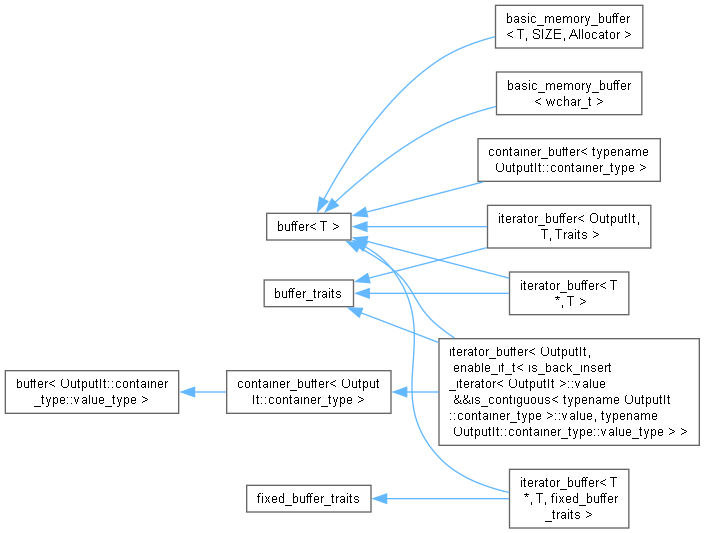 basic_memory_buffer
< T, SIZE, Allocator >
basic_memory_buffer
< wchar_t >
container_buffer< typename
OutputIt::container_type >
buffer< T >
iterator_buffer< OutputIt,
T, Traits >
buffer_traits
iterator_buffer< T
*, T >
iterator_buffer< OutputIt,
enable_if_t< is_back_insert
_iterator< OutputIt >::value
&&is_contiguous< typename OutputIt
::container_type >::value, typename
OutputIt::container_type::value_type > >
buffer< OutputIt::container
_type::value_type >
container_buffer< Output
It::container_type >
fixed_buffer_traits
iterator_buffer< T
*, T, fixed_buffer
_traits >